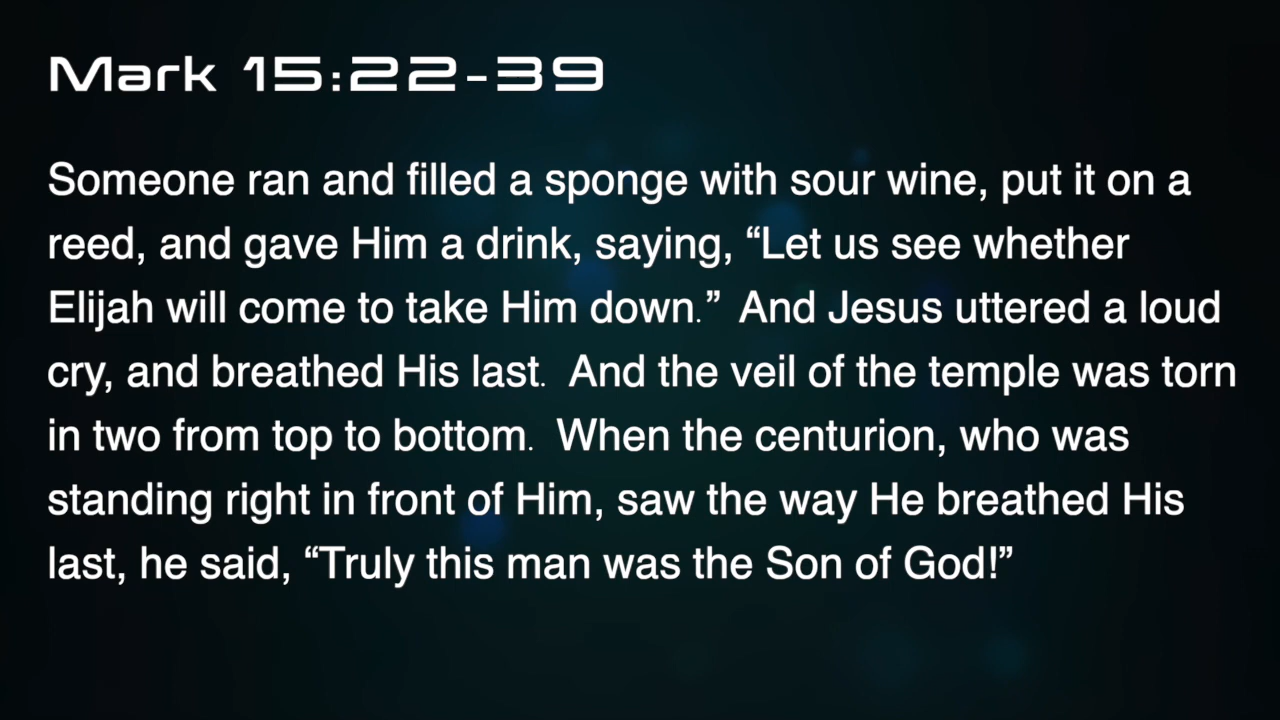 Mark 15:22-39
Someone ran and filled a sponge with sour wine, put it on a
reed, and gave Him a drink, saying, “Let us see whether
Elijah will come to take Him down.”  And Jesus uttered a loud
cry, and breathed His last.  And the veil of the temple was torn
in two from top to bottom.  When the centurion, who was
standing right in front of Him, saw the way He breathed His
last, he said, “Truly this man was the Son of God!”